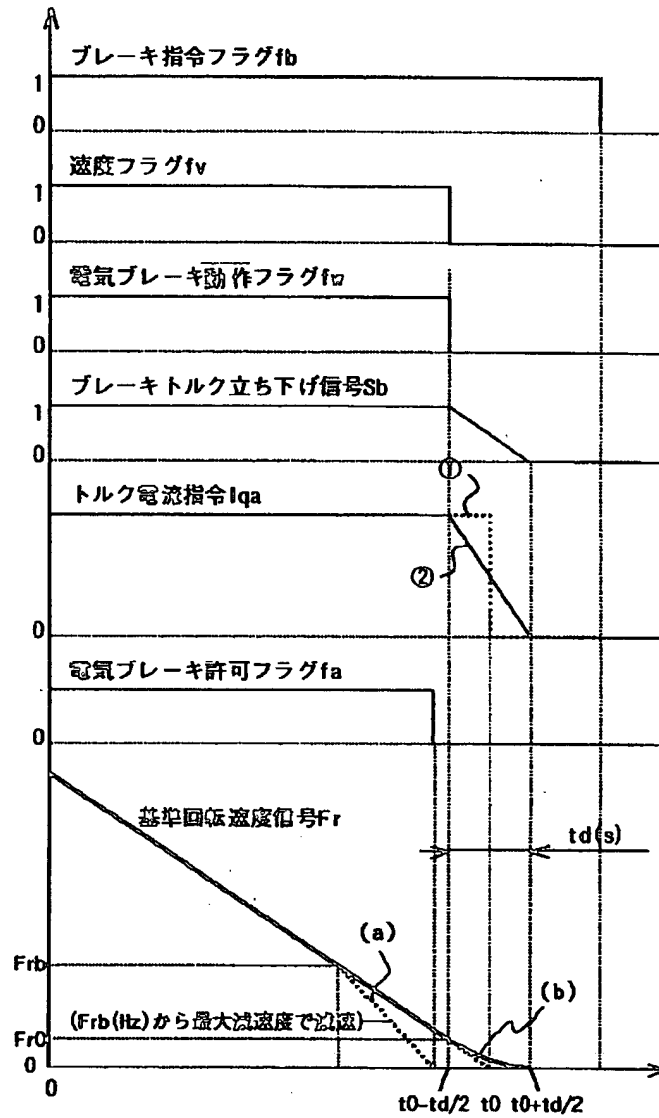 ブレーキ指令フラグfb
1
0
速度フラグfv
1
0
電気ブレーキ動作フラグfD
1
0
ブレーキトルク立ち下げ信号Sb
1
0
①
トルク電流指令Iqa
②
0
電気ブレーキ許可フラグfa
0
基準回転速度信号Fr
td(s)
(a)
Frb
(b)
(Frb(Hz)から最大減速度で減速)
Fr0
0
0
t0-td/2
t0
t0+td/2